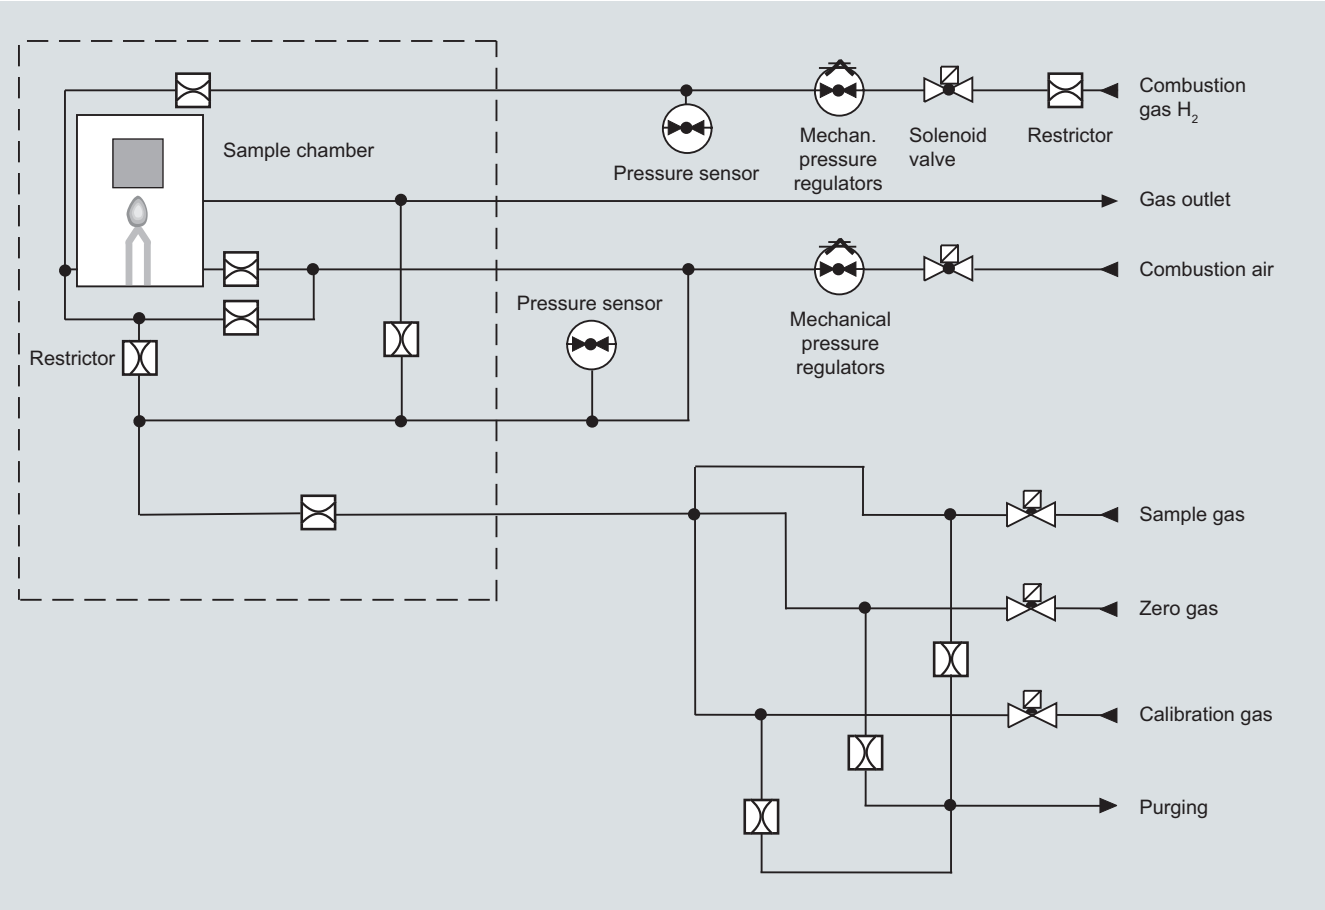 Combustion
gas H₂
Sample chamber
Mechan.
pressure
regulators
Solenoid
valve
Restrictor
Pressure sensor
Gas outlet
Combustion air
Pressure sensor
Mechanical
pressure
regulators
Restrictor
Sample gas
Zero gas
Calibration gas
Purging